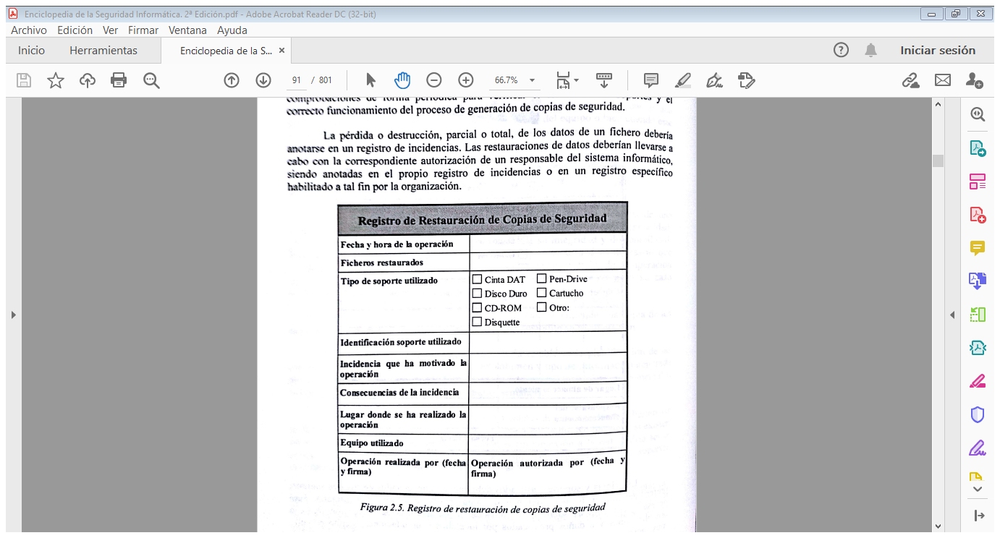 Enciclopedia de la Seguridad Informática. 2ª Edición.pdf - Adobe Acrobat Reader DC (32-bit)
Archivo Edición Ver Firmar Ventana Ayuda
Inicio Herramientas Enciclopedia de la S... × Iniciar sesión
91 / 801 66.7%
comprobaciones de forma periódica para verificar y el
correcto funcionamiento del proceso de generación de copias de seguridad.
La pérdida o destrucción, parcial o total, de los datos de un fichero debería
anotarse en un registro de incidencias. Las restauraciones de datos deberían llevarse a
cabo con la correspondiente autorización de un responsable del sistema informático,
siendo anotadas en el propio registro de incidencias o en un registro específico
habilitado a tal fin por la organización.
Registro de Restauración de Copias de Seguridad
Fecha y hora de la operación
Ficheros restaurados
Tipo de soporte utilizado
Cinta DAT Pen-Drive
Disco Duro Cartucho
CD-ROM Otro:
Disquette
Identificación soporte utilizado
Incidencia que ha motivado la
operación
Consecuencias de la incidencia
Lugar donde se ha realizado la
operación
Equipo utilizado
Operación realizada por (fecha
y firma)
Operación autorizada por (fecha y
firma)
Figura 2.5. Registro de restauración de copias de seguridad